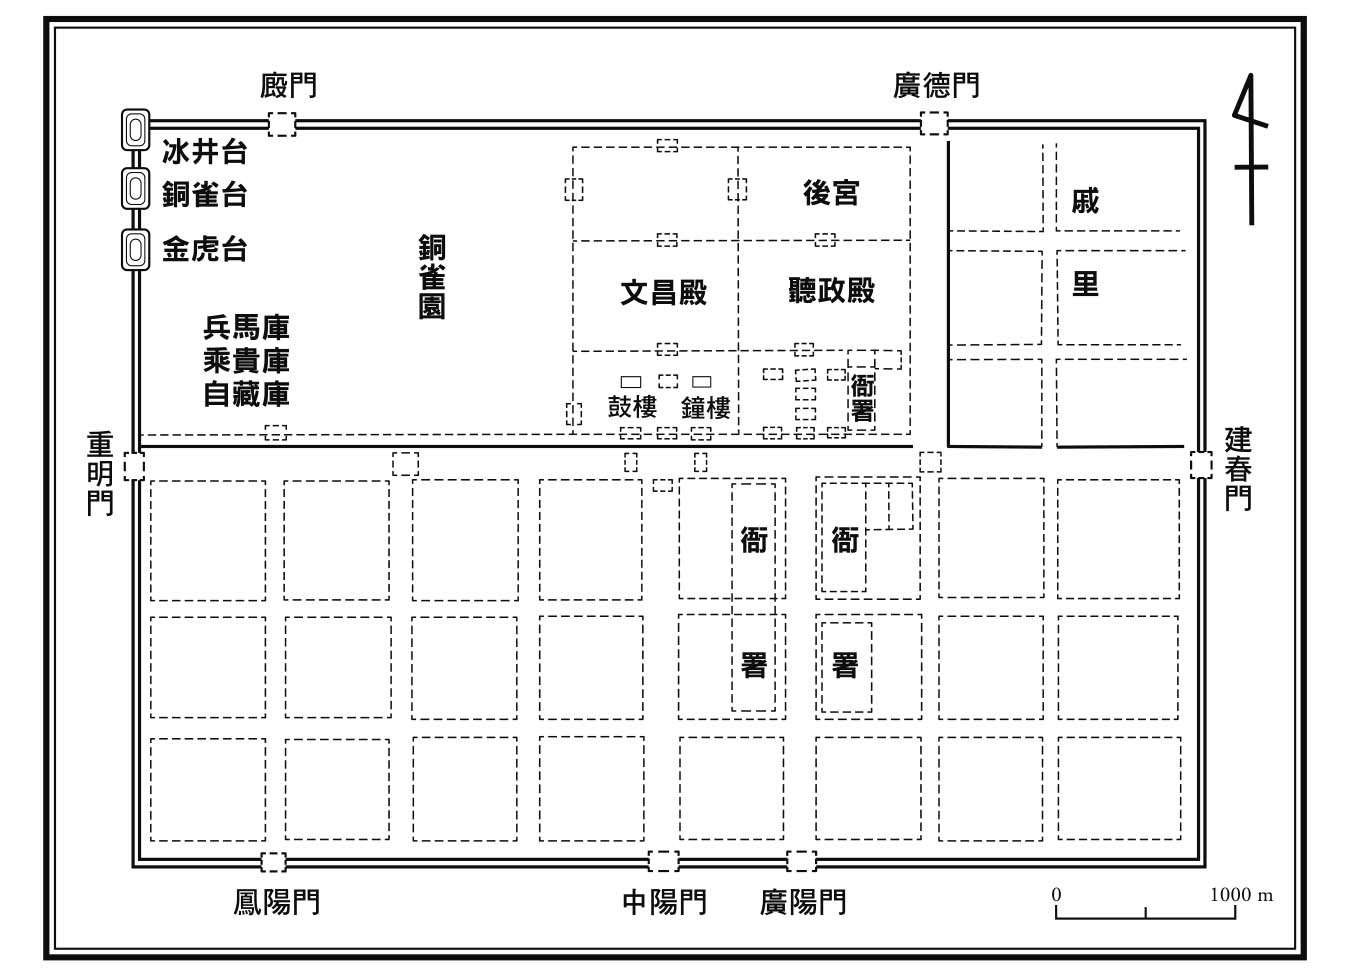 廄門
廣德門
冰井台
銅雀台
金虎台
銅雀園
兵馬庫
乘貴庫
自藏庫
後宮
文昌殿
聽政殿
鼓樓
鐘樓
衙署
戚
里
重明門
建春門
衙
衙
署
署
鳳陽門
中陽門
廣陽門
0
1000 m